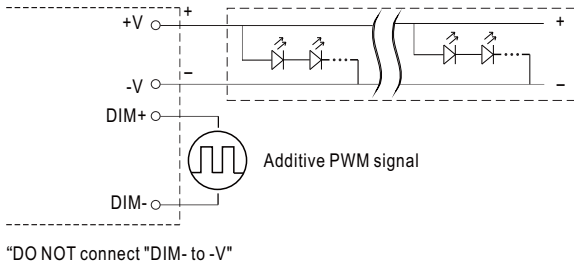 +V
+
-V
–
DIM+
DIM-
Additive PWM signal
+
–
“DO NOT connect "DIM- to -V"